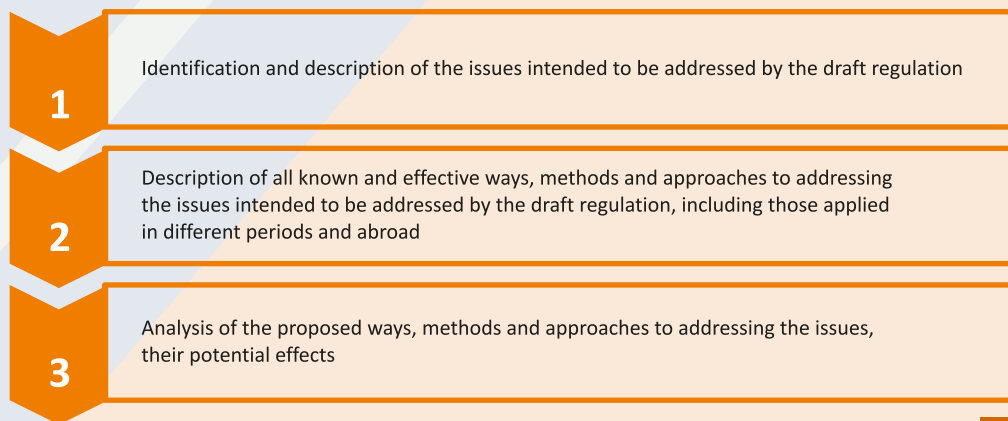 1
Identification and description of the issues intended to be addressed by the draft regulation
2
Description of all known and effective ways, methods and approaches to addressing
the issues intended to be addressed by the draft regulation, including those applied
in different periods and abroad
3
Analysis of the proposed ways, methods and approaches to addressing the issues,
their potential effects